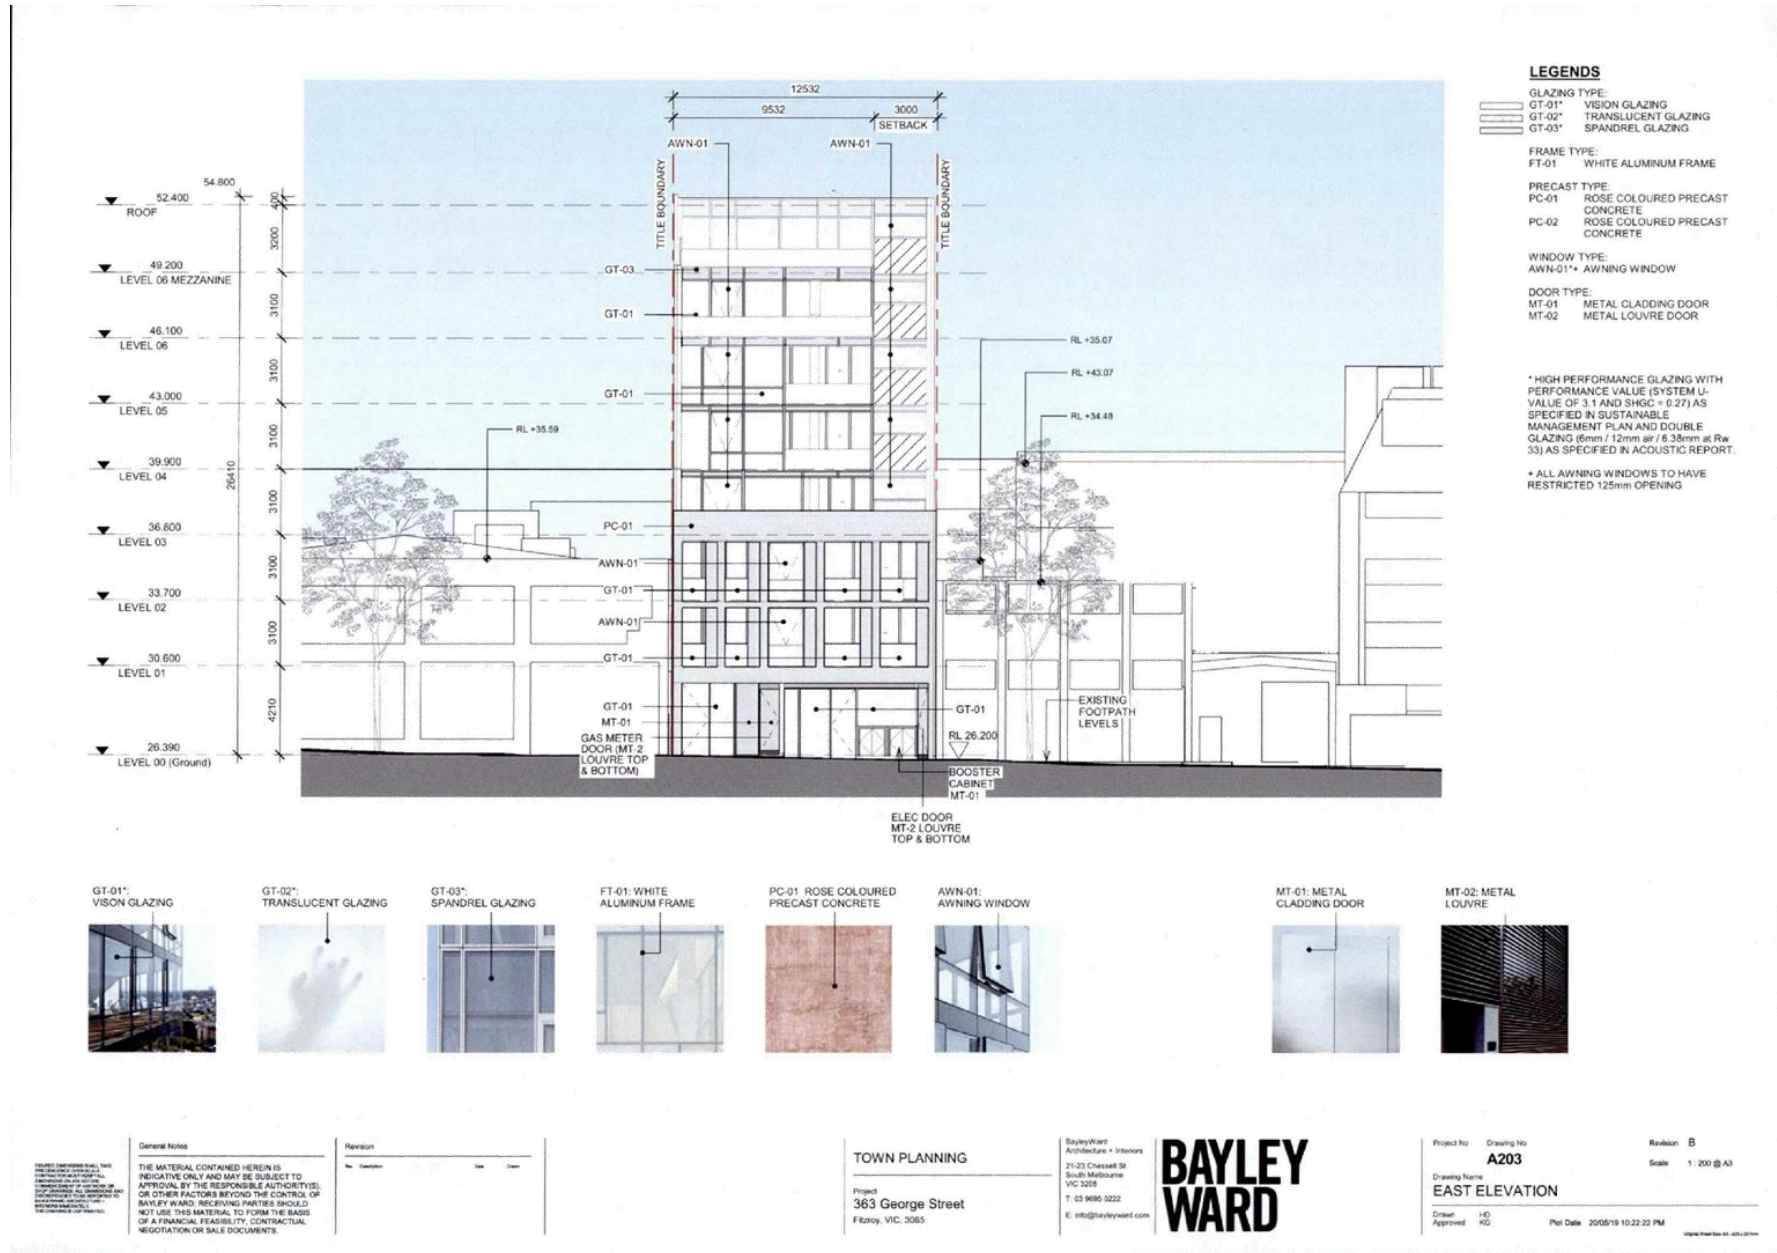 LEGENDS
GLAZING TYPE:
GT-01* VISION GLAZING
GT-02* TRANSLUCENT GLAZING
GT-03* SPANDREL GLAZING
FRAME TYPE:
FT-01 WHITE ALUMINUM FRAME
PRECAST TYPE:
PC-01 ROSE COLOURED PRECAST
CONCRETE
PC-02 ROSE COLOURED PRECAST
CONCRETE
WINDOW TYPE:
AWN-01*+ AWNING WINDOW
DOOR TYPE:
MT-01 METAL CLADDING DOOR
MT-02 METAL LOUVRE DOOR
* HIGH PERFORMANCE GLAZING WITH
PERFORMANCE VALUE (SYSTEM U-
VALUE OF 3.1 AND SHGC = 0.27) AS
SPECIFIED IN SUSTAINABLE
MANAGEMENT PLAN AND DOUBLE
GLAZING (6mm / 12mm air / 6.38mm at Rw
33) AS SPECIFIED IN ACOUSTIC REPORT.
+ ALL AWNING WINDOWS TO HAVE
RESTRICTED 125mm OPENING
12532
9532 3000
SETBACK
AWN-01 AWN-01
TITLE BOUNDARY
TITLE BOUNDARY
54.800
52.400
ROOF
400
3200
49.200
LEVEL 06 MEZZANINE
3100
46.100
LEVEL 06
3100
43.000
LEVEL 05
3100
39.900
LEVEL 04
26410
3100
36.800
LEVEL 03
3100
33.700
LEVEL 02
3100
30.600
LEVEL 01
4210
26.390
LEVEL 00 (Ground)
GT-03
GT-01
RL +35.07
RL +43.07
GT-01
RL +34.48
RL +35.59
PC-01
AWN-01
GT-01
AWN-01
GT-01
GT-01
MT-01
GAS METER
DOOR (MT-2
LOUVRE TOP
& BOTTOM)
GT-01
RL 26.200
EXISTING
FOOTPATH
LEVELS
BOOSTER
CABINET
MT-01
ELEC DOOR
MT-2 LOUVRE
TOP & BOTTOM
GT-01*:
VISON GLAZING
GT-02*:
TRANSLUCENT GLAZING
GT-03*:
SPANDREL GLAZING
FT-01: WHITE
ALUMINUM FRAME
PC-01 ROSE COLOURED
PRECAST CONCRETE
AWN-01:
AWNING WINDOW
MT-01: METAL
CLADDING DOOR
MT-02: METAL
LOUVRE
General Notes
THE MATERIAL CONTAINED HEREIN IS
INDICATIVE ONLY AND MAY BE SUBJECT TO
APPROVAL BY THE RESPONSIBLE AUTHORITY(S).
OR OTHER FACTORS BEYOND THE CONTROL OF
BAYLEY WARD. RECEIVING PARTIES SHOULD
NOT USE THIS MATERIAL TO FORM THE BASIS
OF A FINANCIAL FEASIBILITY, CONTRACTUAL
NEGOTIATION OR SALE DOCUMENTS.
Revision
No. Description Date Drawn
TOWN PLANNING
Project
363 George Street
Fitzroy, VIC, 3065
BayleyWard
Architecture + Interiors
21-23 Chessell St
South Melbourne
VIC 3205
T: 03 9695 0222
E: info@bayleyward.com
BAYLEY
WARD
Project No Drawing No
A203
Revision B
Scale 1 : 200 @ A3
Drawing Name
EAST ELEVATION
Drawn HD
Approved KG
Plot Date 20/05/19 10:22:22 PM